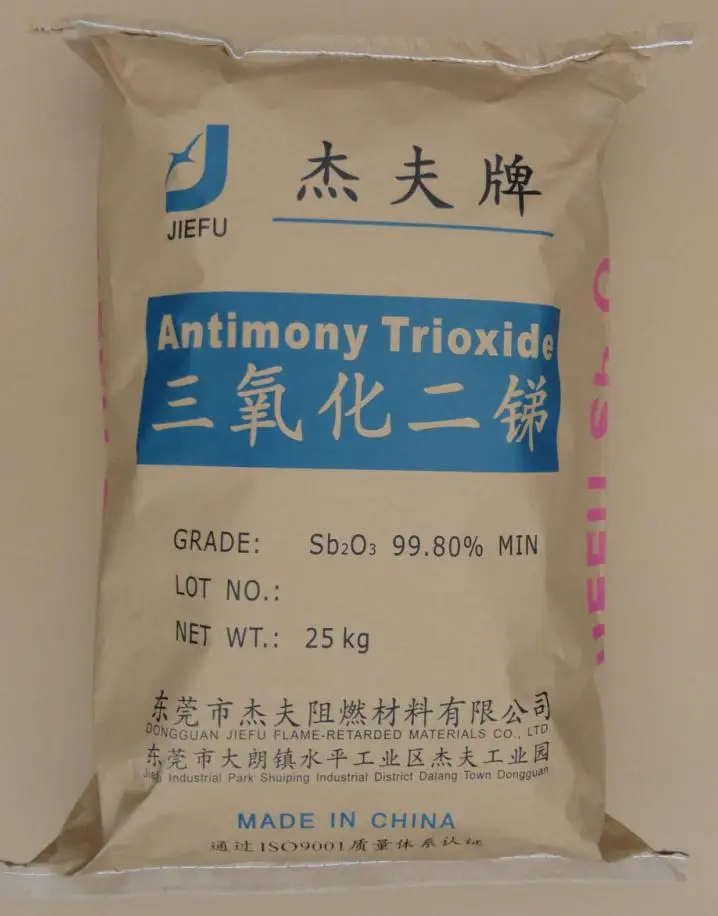 JIEFU
杰夫牌
Antimony Trioxide
三氧化二锑
GRADE: Sb₂O₃ 99.80% MIN
LOT NO.:
NET WT.: 25kg
东莞市杰夫阻燃材料有限公司
DONGGUAN JIEFU FLAME-RETARDED MATERIALS CO., LTD.
东莞市大朗镇水平工业区杰夫工业园
Jiefu Industrial Park Shuiping Industrial District Dalang Town Dongguan
MADE IN CHINA
通过ISO9001质量体系认证